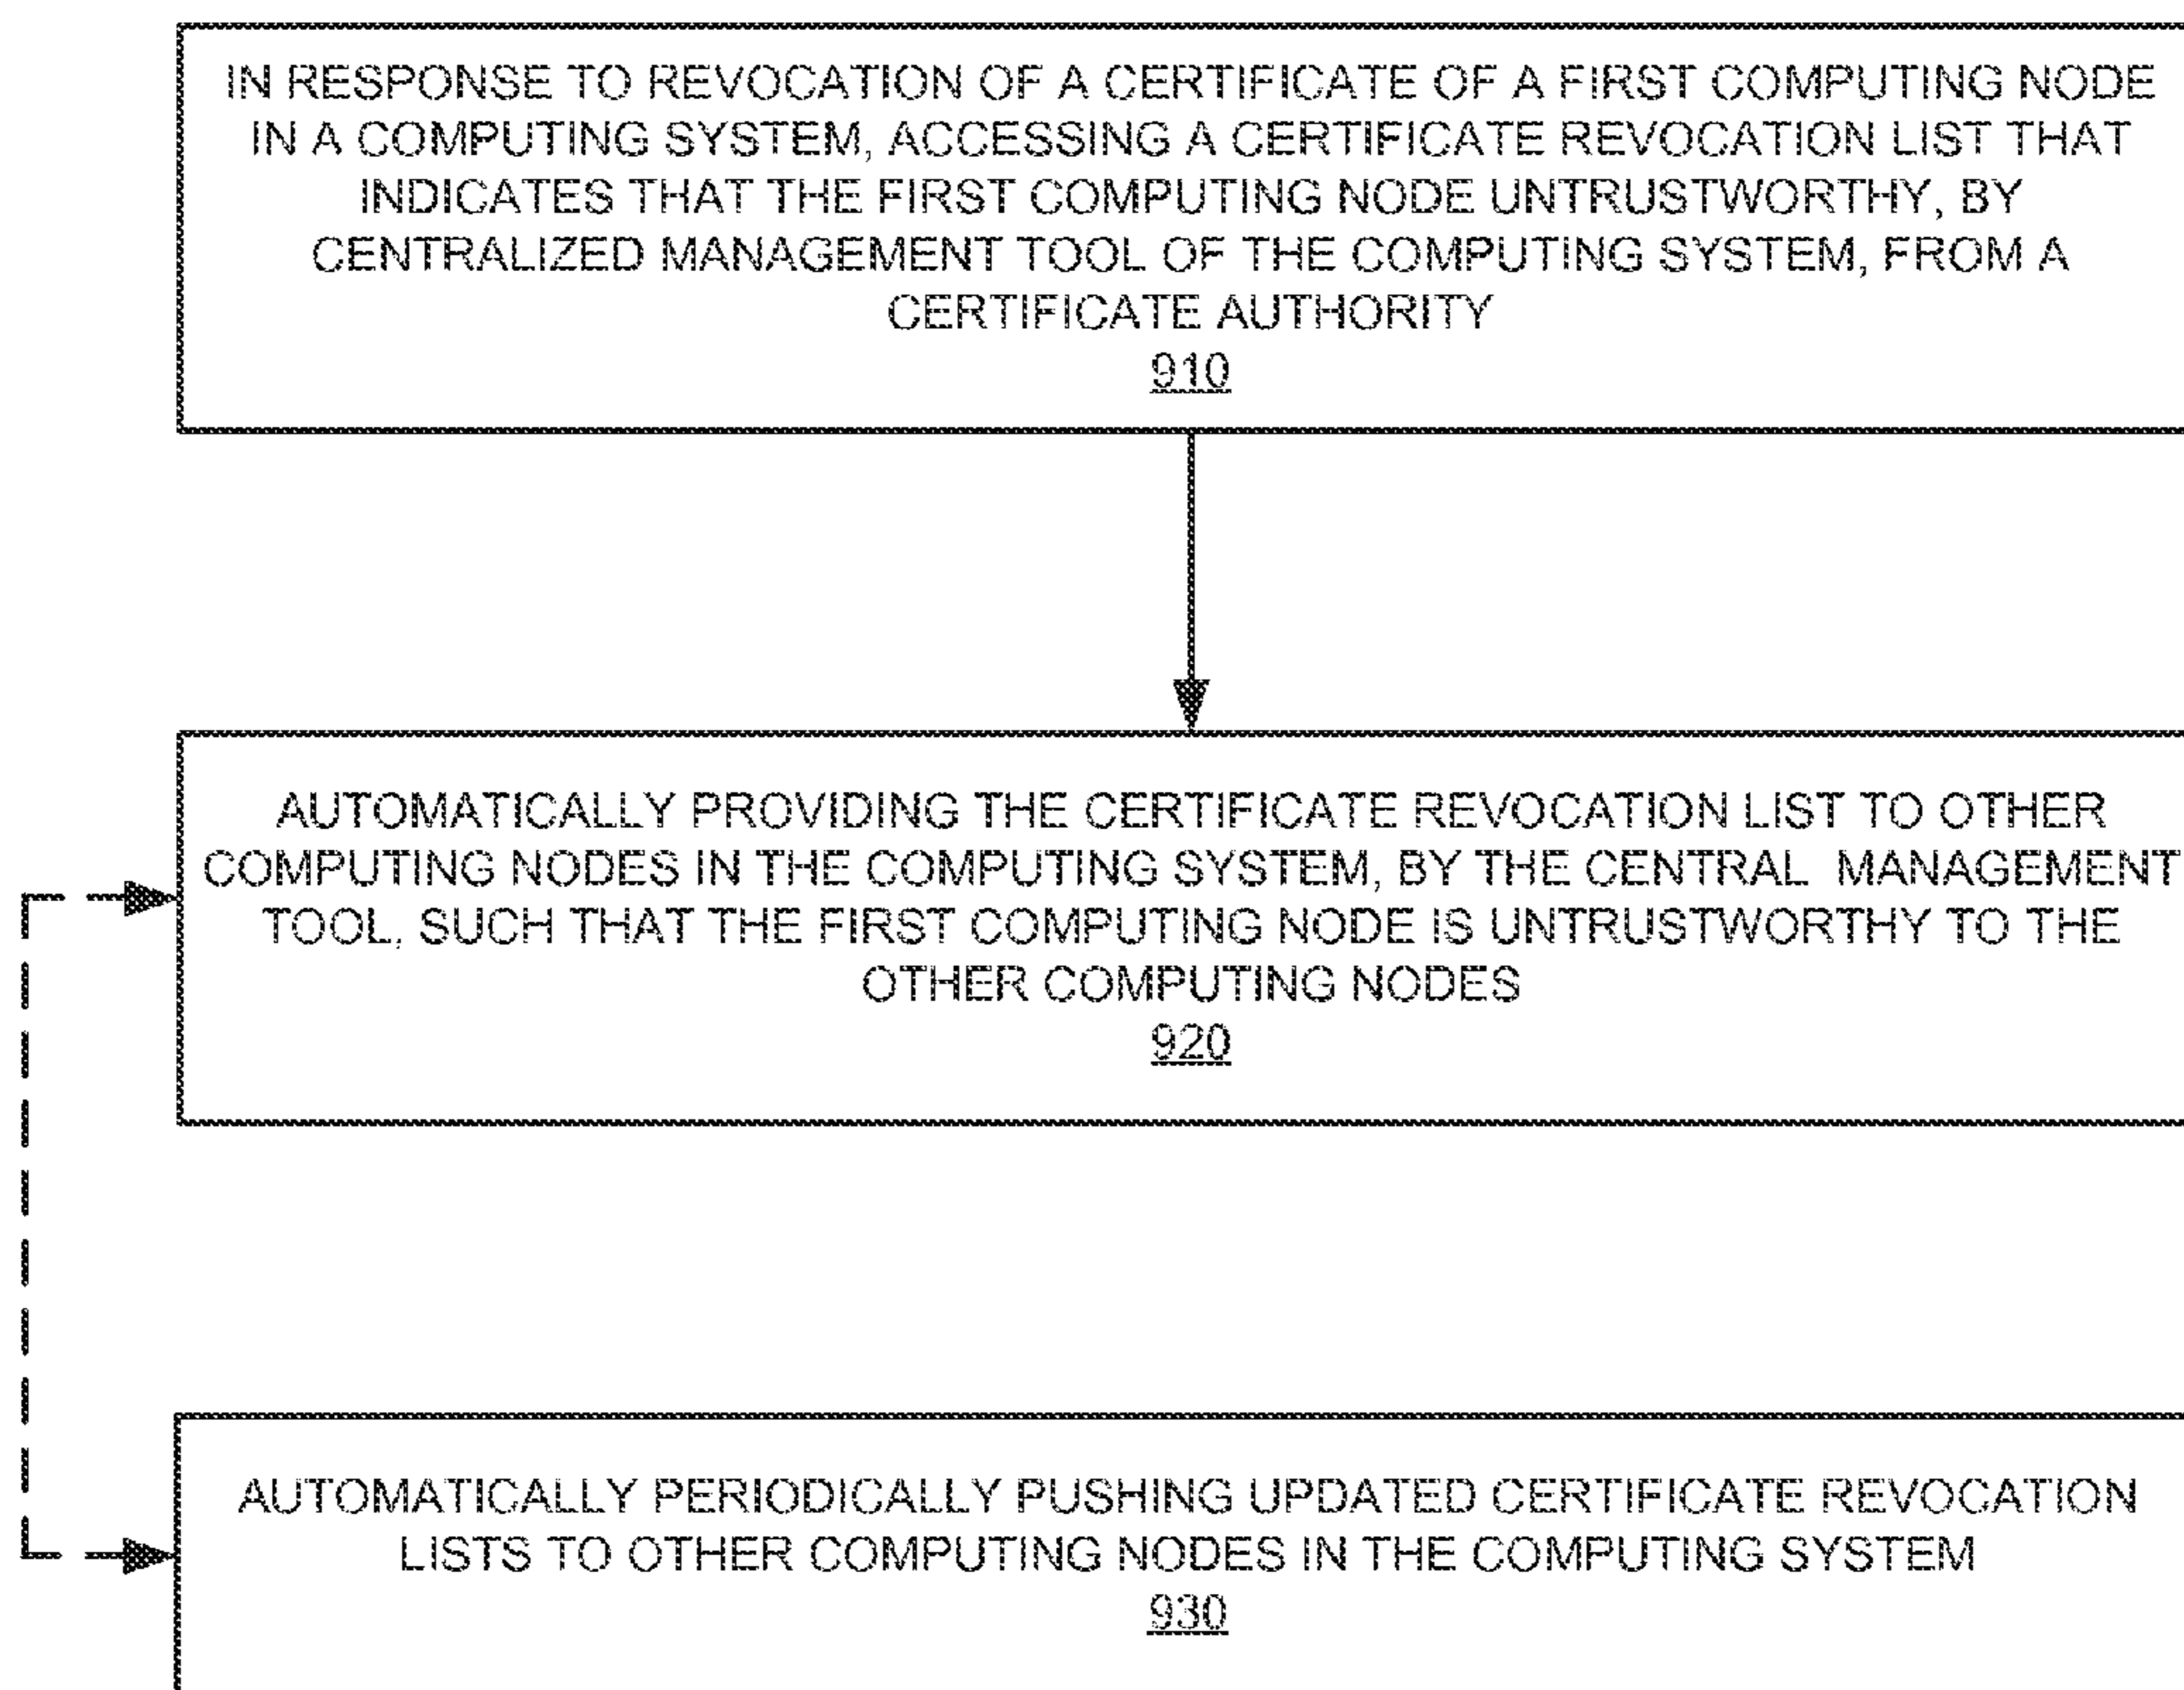 IN RESPONSE TO REVOCATION OF A CERTIFICATE OF A FIRST COMPUTING NODE
IN A COMPUTING SYSTEM, ACCESSING A CERTIFICATE REVOCATION LIST THAT
INDICATES THAT THE FIRST COMPUTING NODE UNTRUSTWORTHY, BY
CENTRALIZED MANAGEMENT TOOL OF THE COMPUTING SYSTEM, FROM A
CERTIFICATE AUTHORITY
910
AUTOMATICALLY PROVIDING THE CERTIFICATE REVOCATION LIST TO OTHER
COMPUTING NODES IN THE COMPUTING SYSTEM, BY THE CENTRAL MANAGEMENT
TOOL, SUCH THAT THE FIRST COMPUTING NODE IS UNTRUSTWORTHY TO THE
OTHER COMPUTING NODES
920
AUTOMATICALLY PERIODICALLY PUSHING UPDATED CERTIFICATE REVOCATION
LISTS TO OTHER COMPUTING NODES IN THE COMPUTING SYSTEM
930